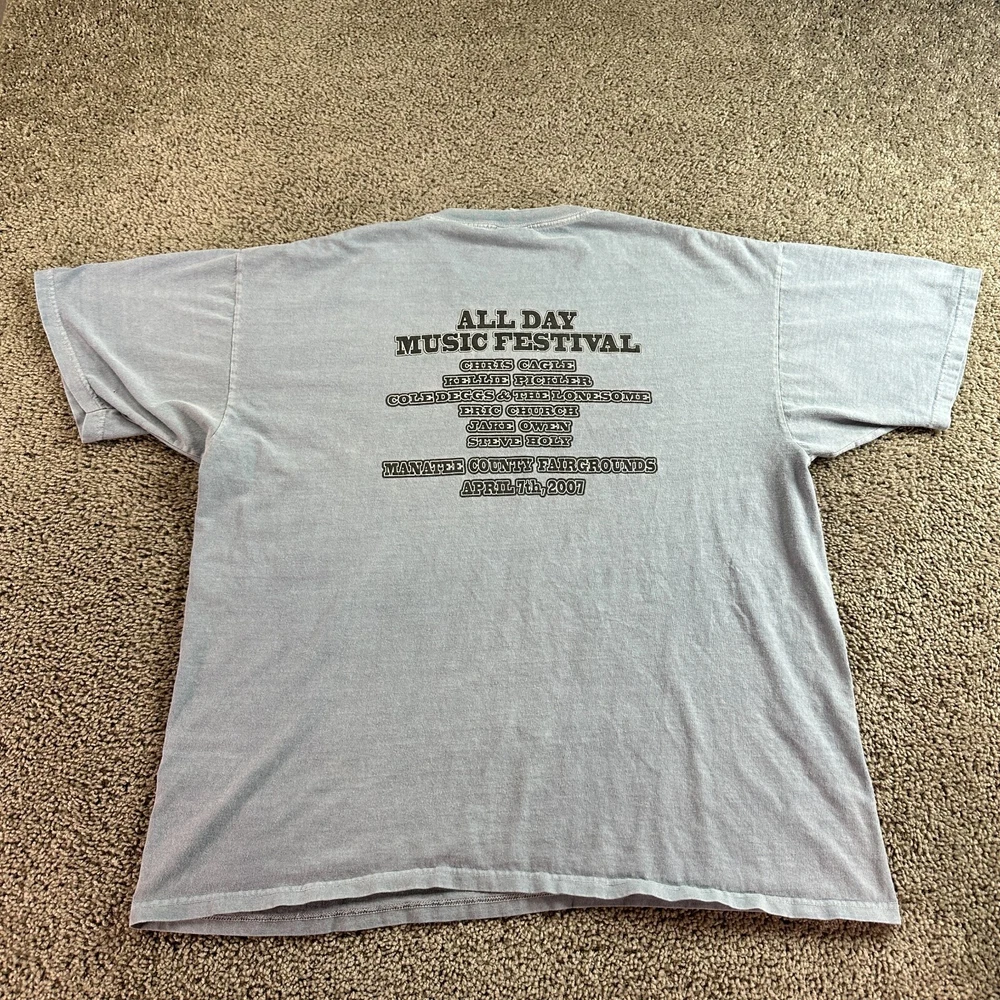 ALL DAY
MUSIC FESTIVAL
CHRIS CAGLE
KELLIE PICKLER
COLE DEGGS & THE LONESOME
ERIC CHURCH
JAKE OWEN
STEVE HOLY
MANATEE COUNTY FAIRGROUNDS
APRIL 7th, 2007